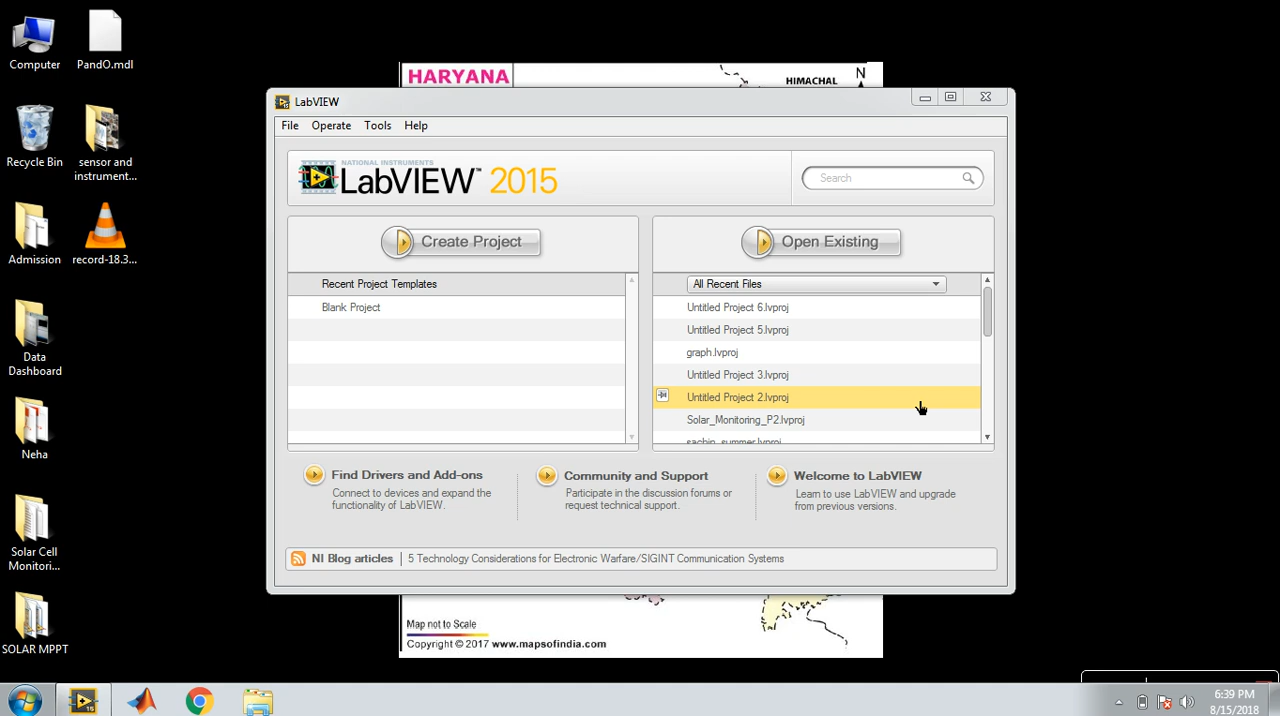 Computer
PandO.mdl
Recycle Bin
sensor and
instrument...
Admission
record-18.3...
Data
Dashboard
Neha
Solar Cell
Monitori...
SOLAR MPPT
HARYANA
HIMACHAL
N
LabVIEW
File Operate Tools Help
NATIONAL INSTRUMENTS
LabVIEW™ 2015
Search
Create Project
Open Existing
Recent Project Templates
Blank Project
All Recent Files
Untitled Project 6.lvproj
Untitled Project 5.lvproj
graph.lvproj
Untitled Project 3.lvproj
Untitled Project 2.lvproj
Solar_Monitoring_P2.lvproj
sachin_summer.lvproj
Find Drivers and Add-ons
Connect to devices and expand the
functionality of LabVIEW.
Community and Support
Participate in the discussion forums or
request technical support.
Welcome to LabVIEW
Learn to use LabVIEW and upgrade
from previous versions.
NI Blog articles | 5 Technology Considerations for Electronic Warfare/SIGINT Communication Systems
Map not to Scale
Copyright © 2017 www.mapsofindia.com
6:39 PM
8/15/2018